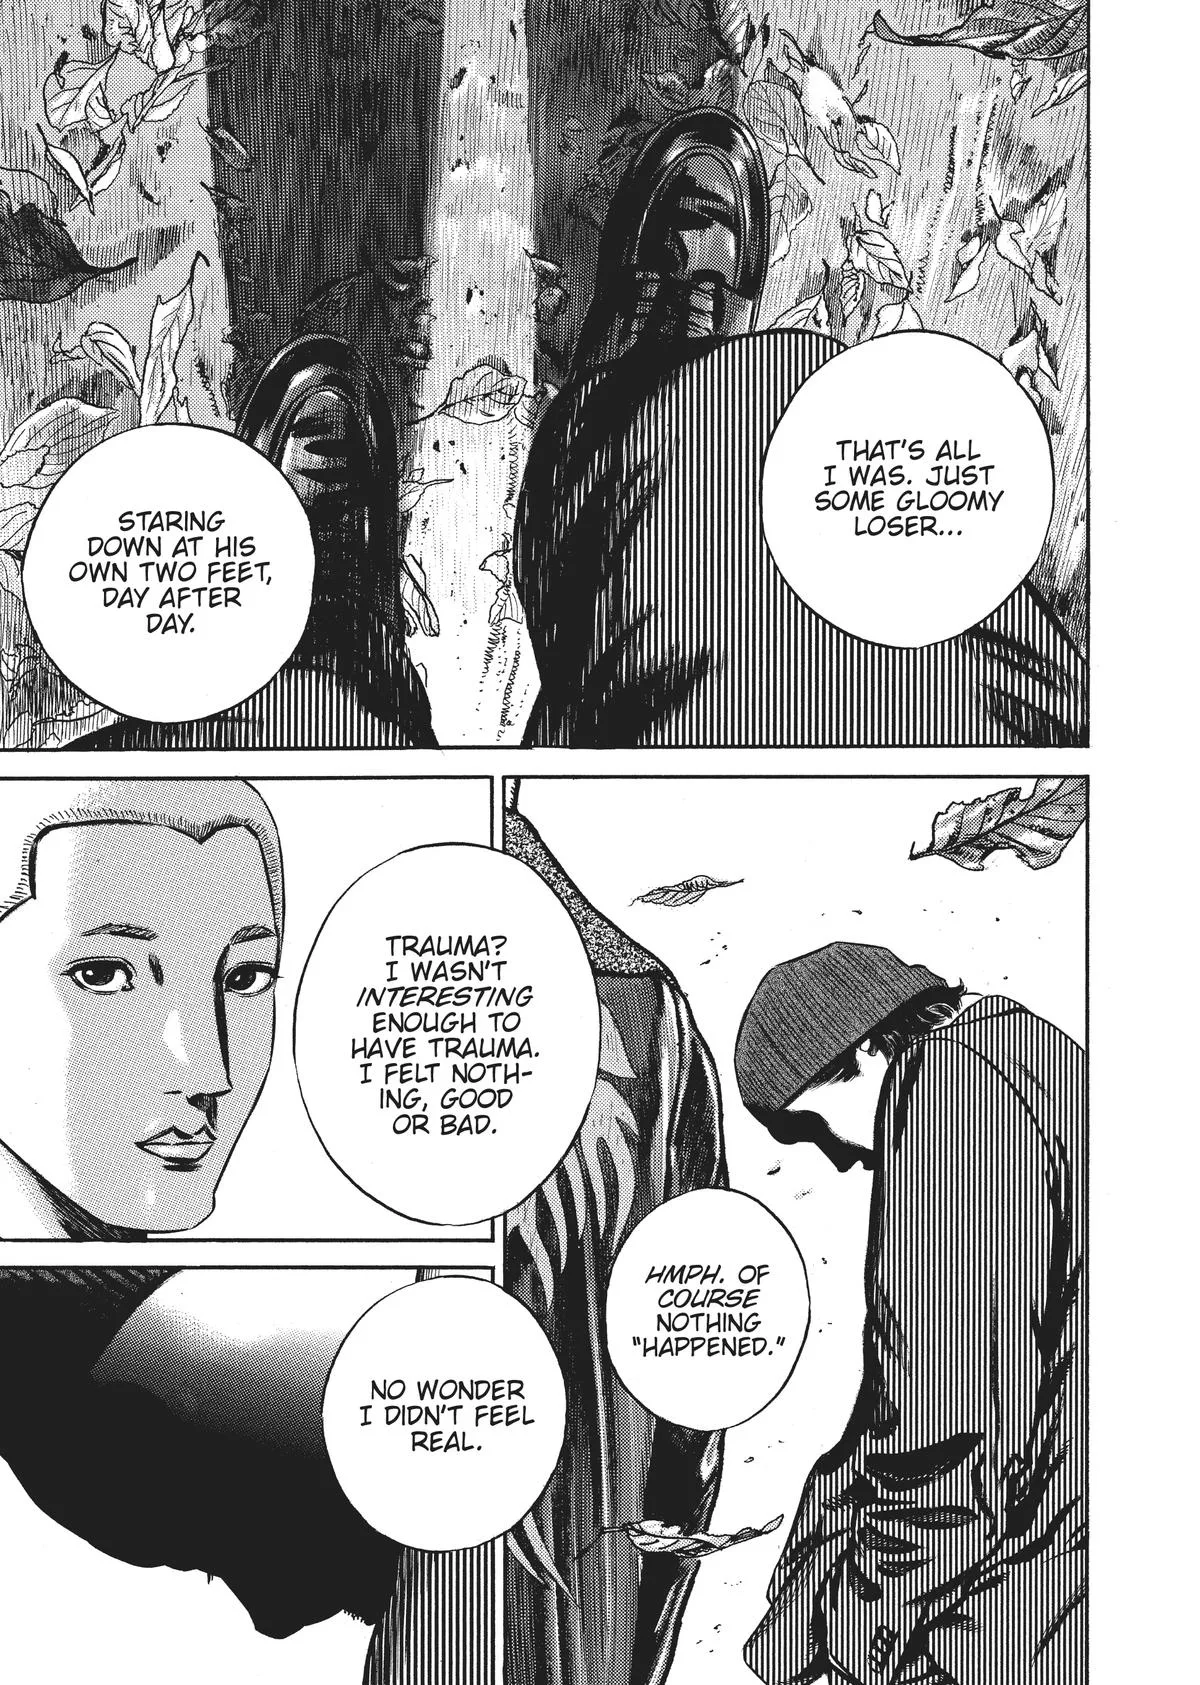 THAT'S ALL
I WAS. JUST
SOME GLOOMY
LOSER...
STARING
DOWN AT HIS
OWN TWO FEET,
DAY AFTER
DAY.
HMPH. OF
COURSE
NOTHING
"HAPPENED."
TRAUMA?
I WASN'T
INTERESTING
ENOUGH TO
HAVE TRAUMA.
I FELT NOTH-
ING, GOOD
OR BAD.
NO WONDER
I DIDN'T FEEL
REAL.